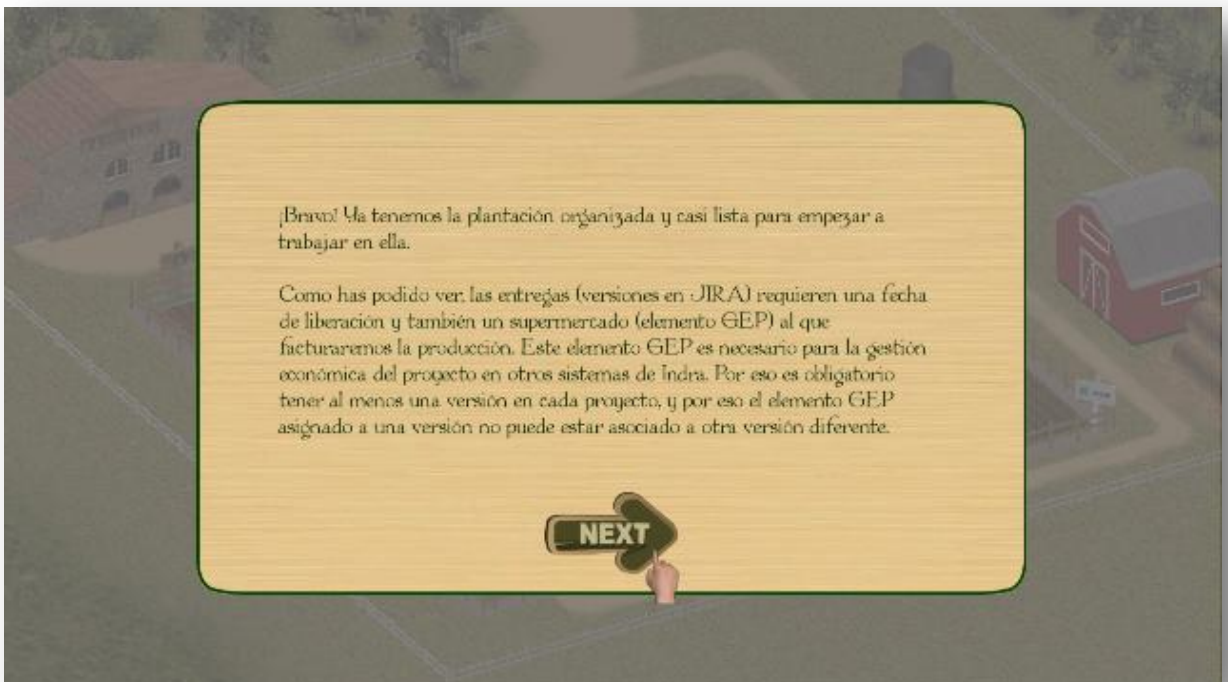 ¡Bravo! Ya tenemos la plantación organizada y casi lista para empezar a
trabajar en ella.
Como has podido ver, las entregas (versiones en JIRA) requieren una fecha
de liberación y también un supermercado (elemento GEP) al que
facturaremos la producción. Este elemento GEP es necesario para la gestión
económica del proyecto en otros sistemas de Indra. Por eso es obligatorio
tener al menos una versión en cada proyecto, y por eso el elemento GEP
asignado a una versión no puede estar asociado a otra versión diferente.
NEXT